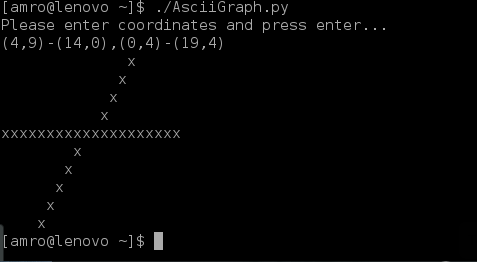 [amro@lenovo ~]$ ./AsciiGraph.py
Please enter coordinates and press enter...
(4,9)-(14,0),(0,4)-(19,4)
              x
             x
            x
           x
xxxxxxxxxxxxxxxxxxxx
        x
       x
      x
     x
    x
[amro@lenovo ~]$